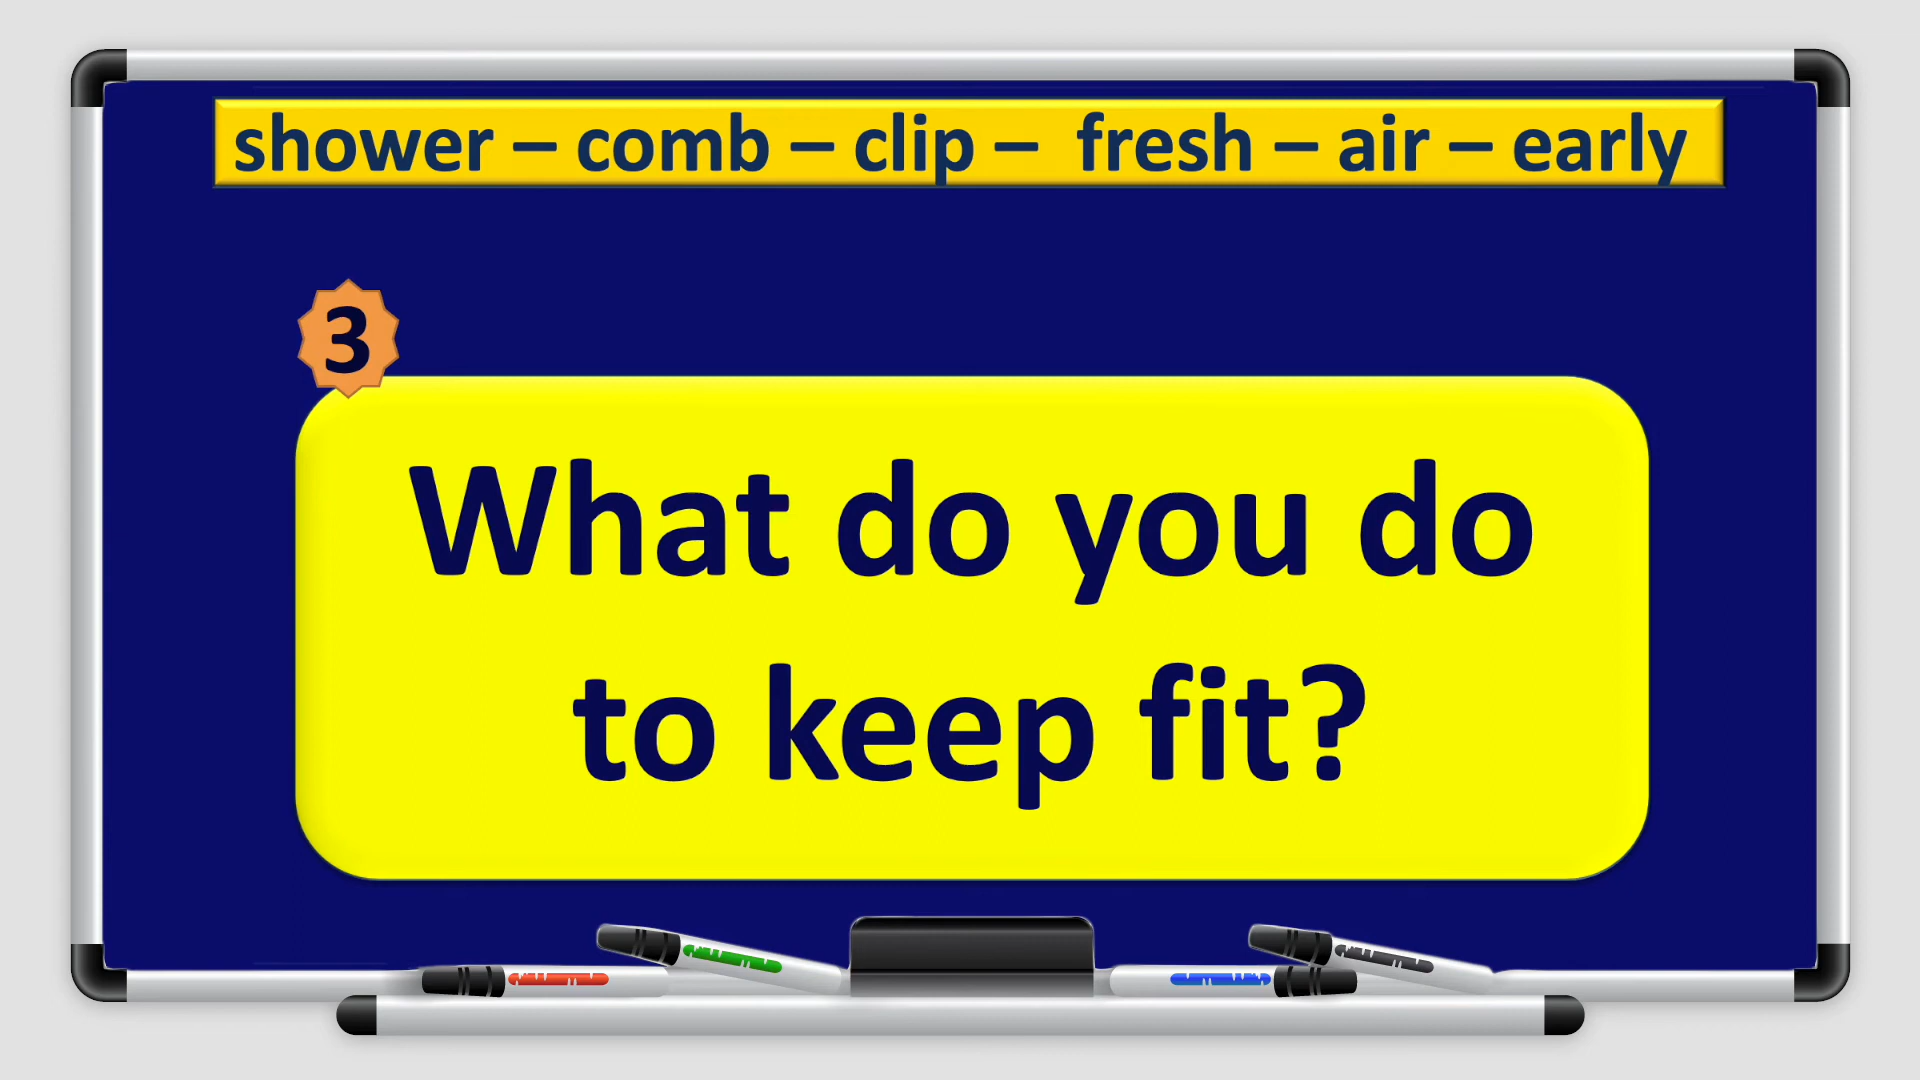 shower – comb – clip – fresh – air – early
3
What do you do
to keep fit?